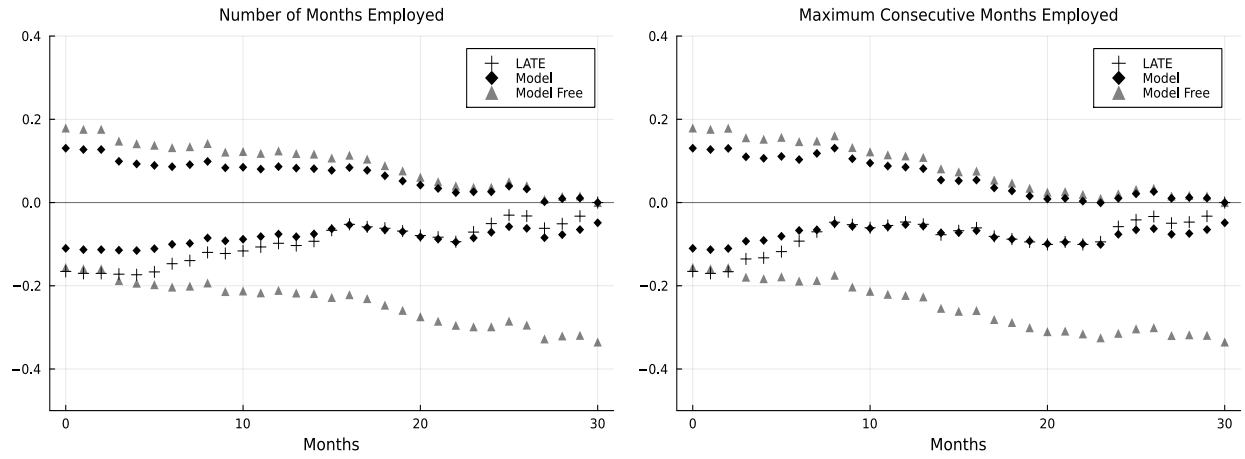 Number of Months Employed
0.4
0.2
0.0
−0.2
−0.4
LATE
Model
Model Free
0
10
20
30
Months
Maximum Consecutive Months Employed
0.4
0.2
0.0
−0.2
−0.4
LATE
Model
Model Free
0
10
20
30
Months